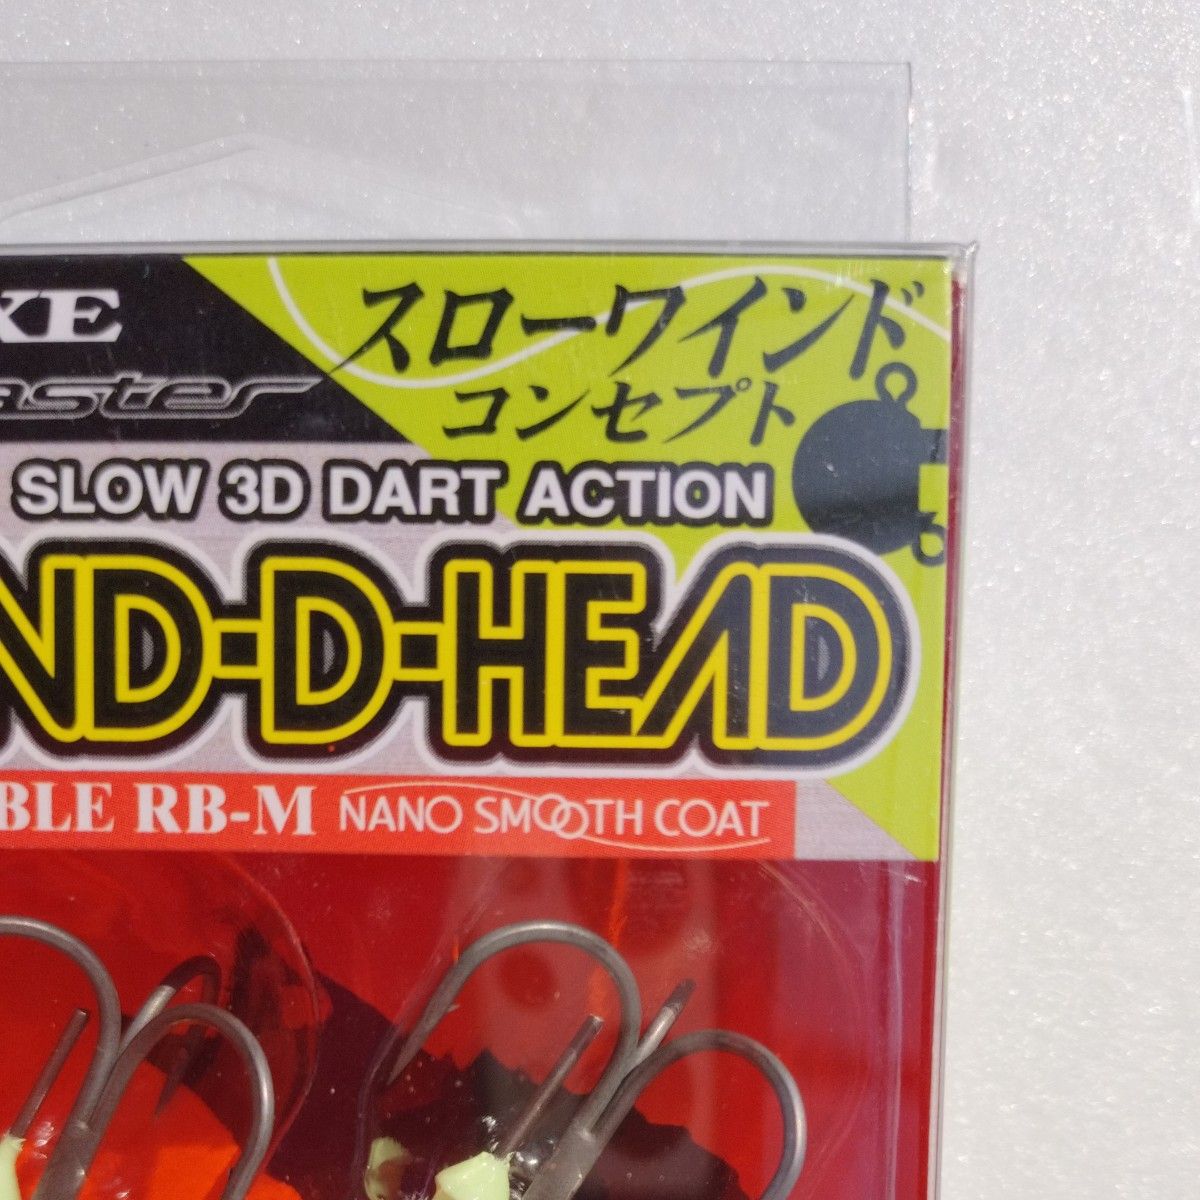 XE
aster
スローワインド
コンセプト
SLOW 3D DART ACTION
ND-D-HEAD
BLE RB-M NANO SMOOTH COAT